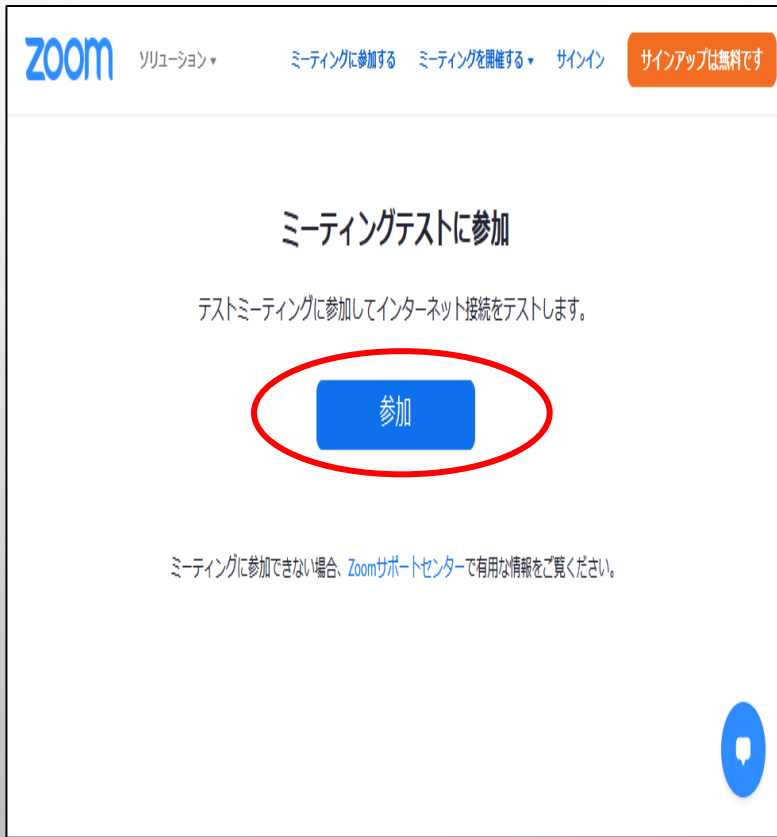 zoom ソリューション▾ ミーティングに参加する ミーティングを開催する▾ サインイン サインアップは無料です
ミーティングテストに参加
テストミーティングに参加してインターネット接続をテストします。
参加
ミーティングに参加できない場合、Zoomサポートセンターで有用な情報をご覧ください。